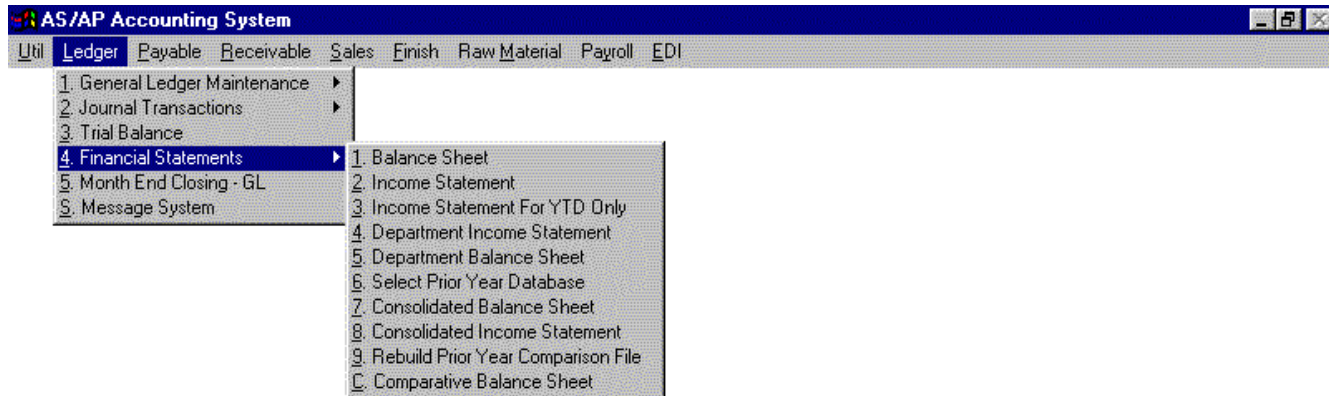 AS/AP Accounting System
Util Ledger Payable Receivable Sales Finish Raw Material Payroll EDI
1. General Ledger Maintenance
2. Journal Transactions
3. Trial Balance
4. Financial Statements
5. Month End Closing - GL
S. Message System
1. Balance Sheet
2. Income Statement
3. Income Statement For YTD Only
4. Department Income Statement
5. Department Balance Sheet
6. Select Prior Year Database
7. Consolidated Balance Sheet
8. Consolidated Income Statement
9. Rebuild Prior Year Comparison File
C. Comparative Balance Sheet